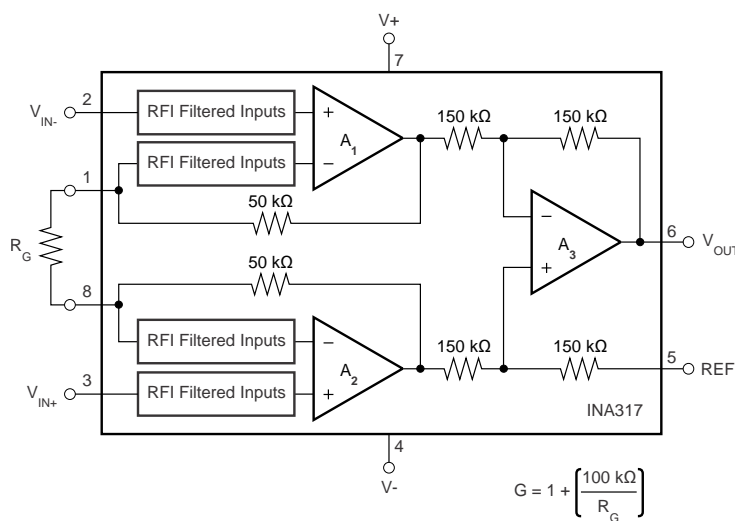 V+
7
V_IN-
2
RFI Filtered Inputs
+
A_1
150 kΩ
150 kΩ
RFI Filtered Inputs
−
1
50 kΩ
R_G
−
A_3
+
6
V_OUT
50 kΩ
8
RFI Filtered Inputs
−
A_2
150 kΩ
150 kΩ
5
REF
V_IN+
3
RFI Filtered Inputs
+
INA317
4
V-
G = 1 + [100 kΩ / R_G]